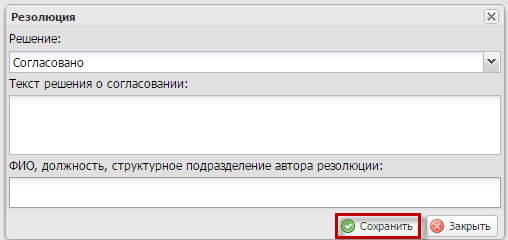 Резолюция
Решение:
Согласовано
Текст решения о согласовании:
ФИО, должность, структурное подразделение автора резолюции:
Сохранить Закрыть